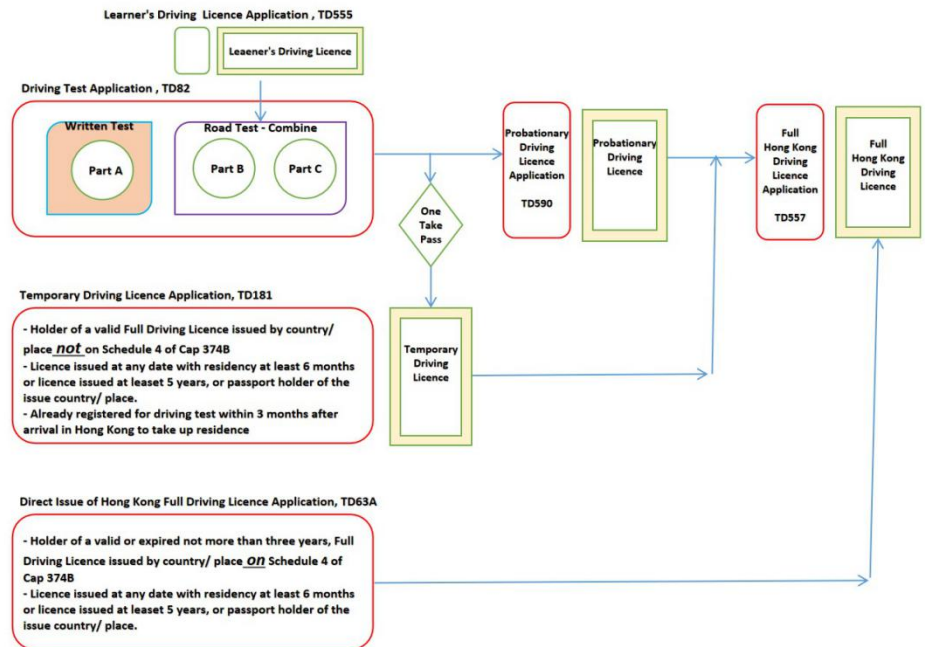 Learner's Driving Licence Application , TD555
Leaener's Driving Licence
Driving Test Application , TD82
Written Test
Part A
Road Test - Combine
Part B
Part C
One
Take
Pass
Probationary
Driving
Licence
Application
TD590
Probationary
Driving
Licence
Full
Hong Kong
Driving
Licence
Application
TD557
Full
Hong Kong
Driving
Licence
Temporary Driving Licence Application, TD181
- Holder of a valid Full Driving Licence issued by country/
place not on Schedule 4 of Cap 374B
- Licence issued at any date with residency at least 6 months
or licence issued at leaset 5 years, or passport holder of the
issue country/ place.
- Already registered for driving test within 3 months after
arrival in Hong Kong to take up residence
Temporary
Driving
Licence
Direct Issue of Hong Kong Full Driving Licence Application, TD63A
- Holder of a valid or expired not more than three years, Full
Driving Licence issued by country/ place on Schedule 4 of
Cap 374B
- Licence issued at any date with residency at least 6 months
or licence issued at leaset 5 years, or passport holder of the
issue country/ place.